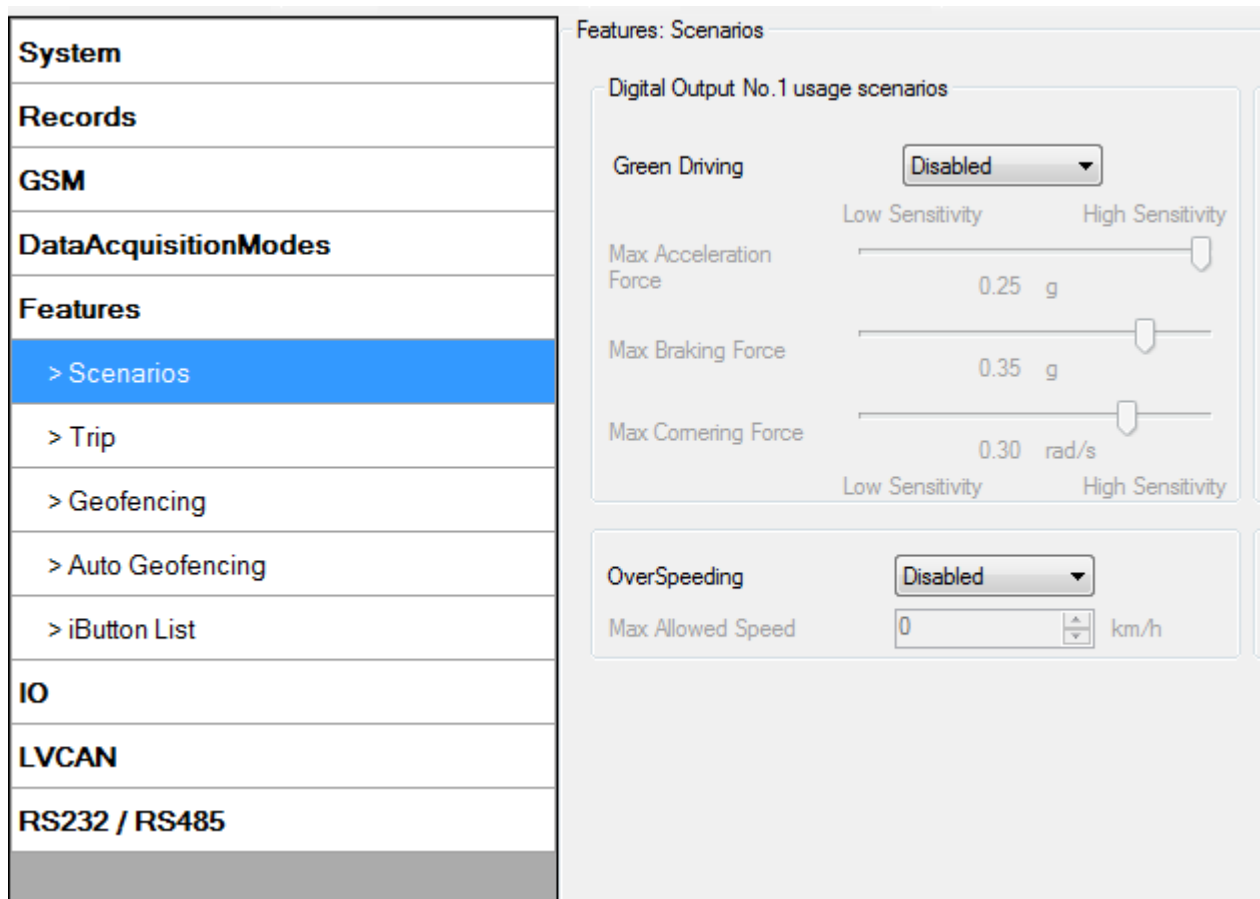 System
Records
GSM
DataAcquisitionModes
Features
> Scenarios
> Trip
> Geofencing
> Auto Geofencing
> iButton List
IO
LVCAN
RS232 / RS485
Features: Scenarios
Digital Output No.1 usage scenarios
Green Driving Disabled
Low Sensitivity High Sensitivity
Max Acceleration
Force
0.25 g
Max Braking Force
0.35 g
Max Cornering Force
0.30 rad/s
Low Sensitivity High Sensitivity
OverSpeeding Disabled
Max Allowed Speed 0 km/h